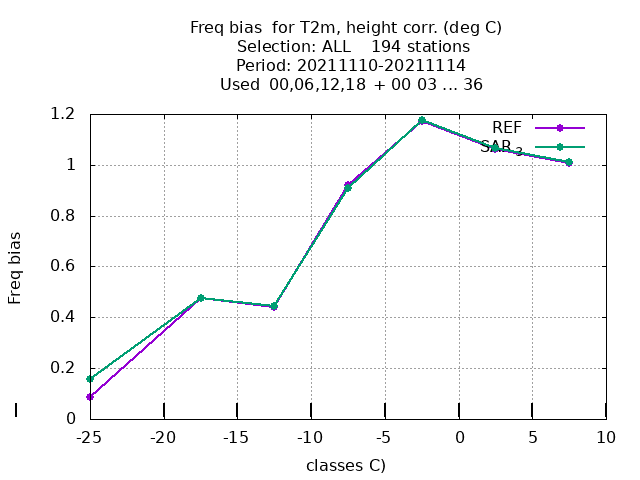 Freq bias for T2m, height corr. (deg C)
Selection: ALL 194 stations
Period: 20211110-20211114
Used 00,06,12,18 + 00 03 ... 36
1.2
1
0.8
0.6
0.4
0.2
0
Freq bias
REF
SAR 3
-25
-20
-15
-10
-5
0
5
10
classes C)